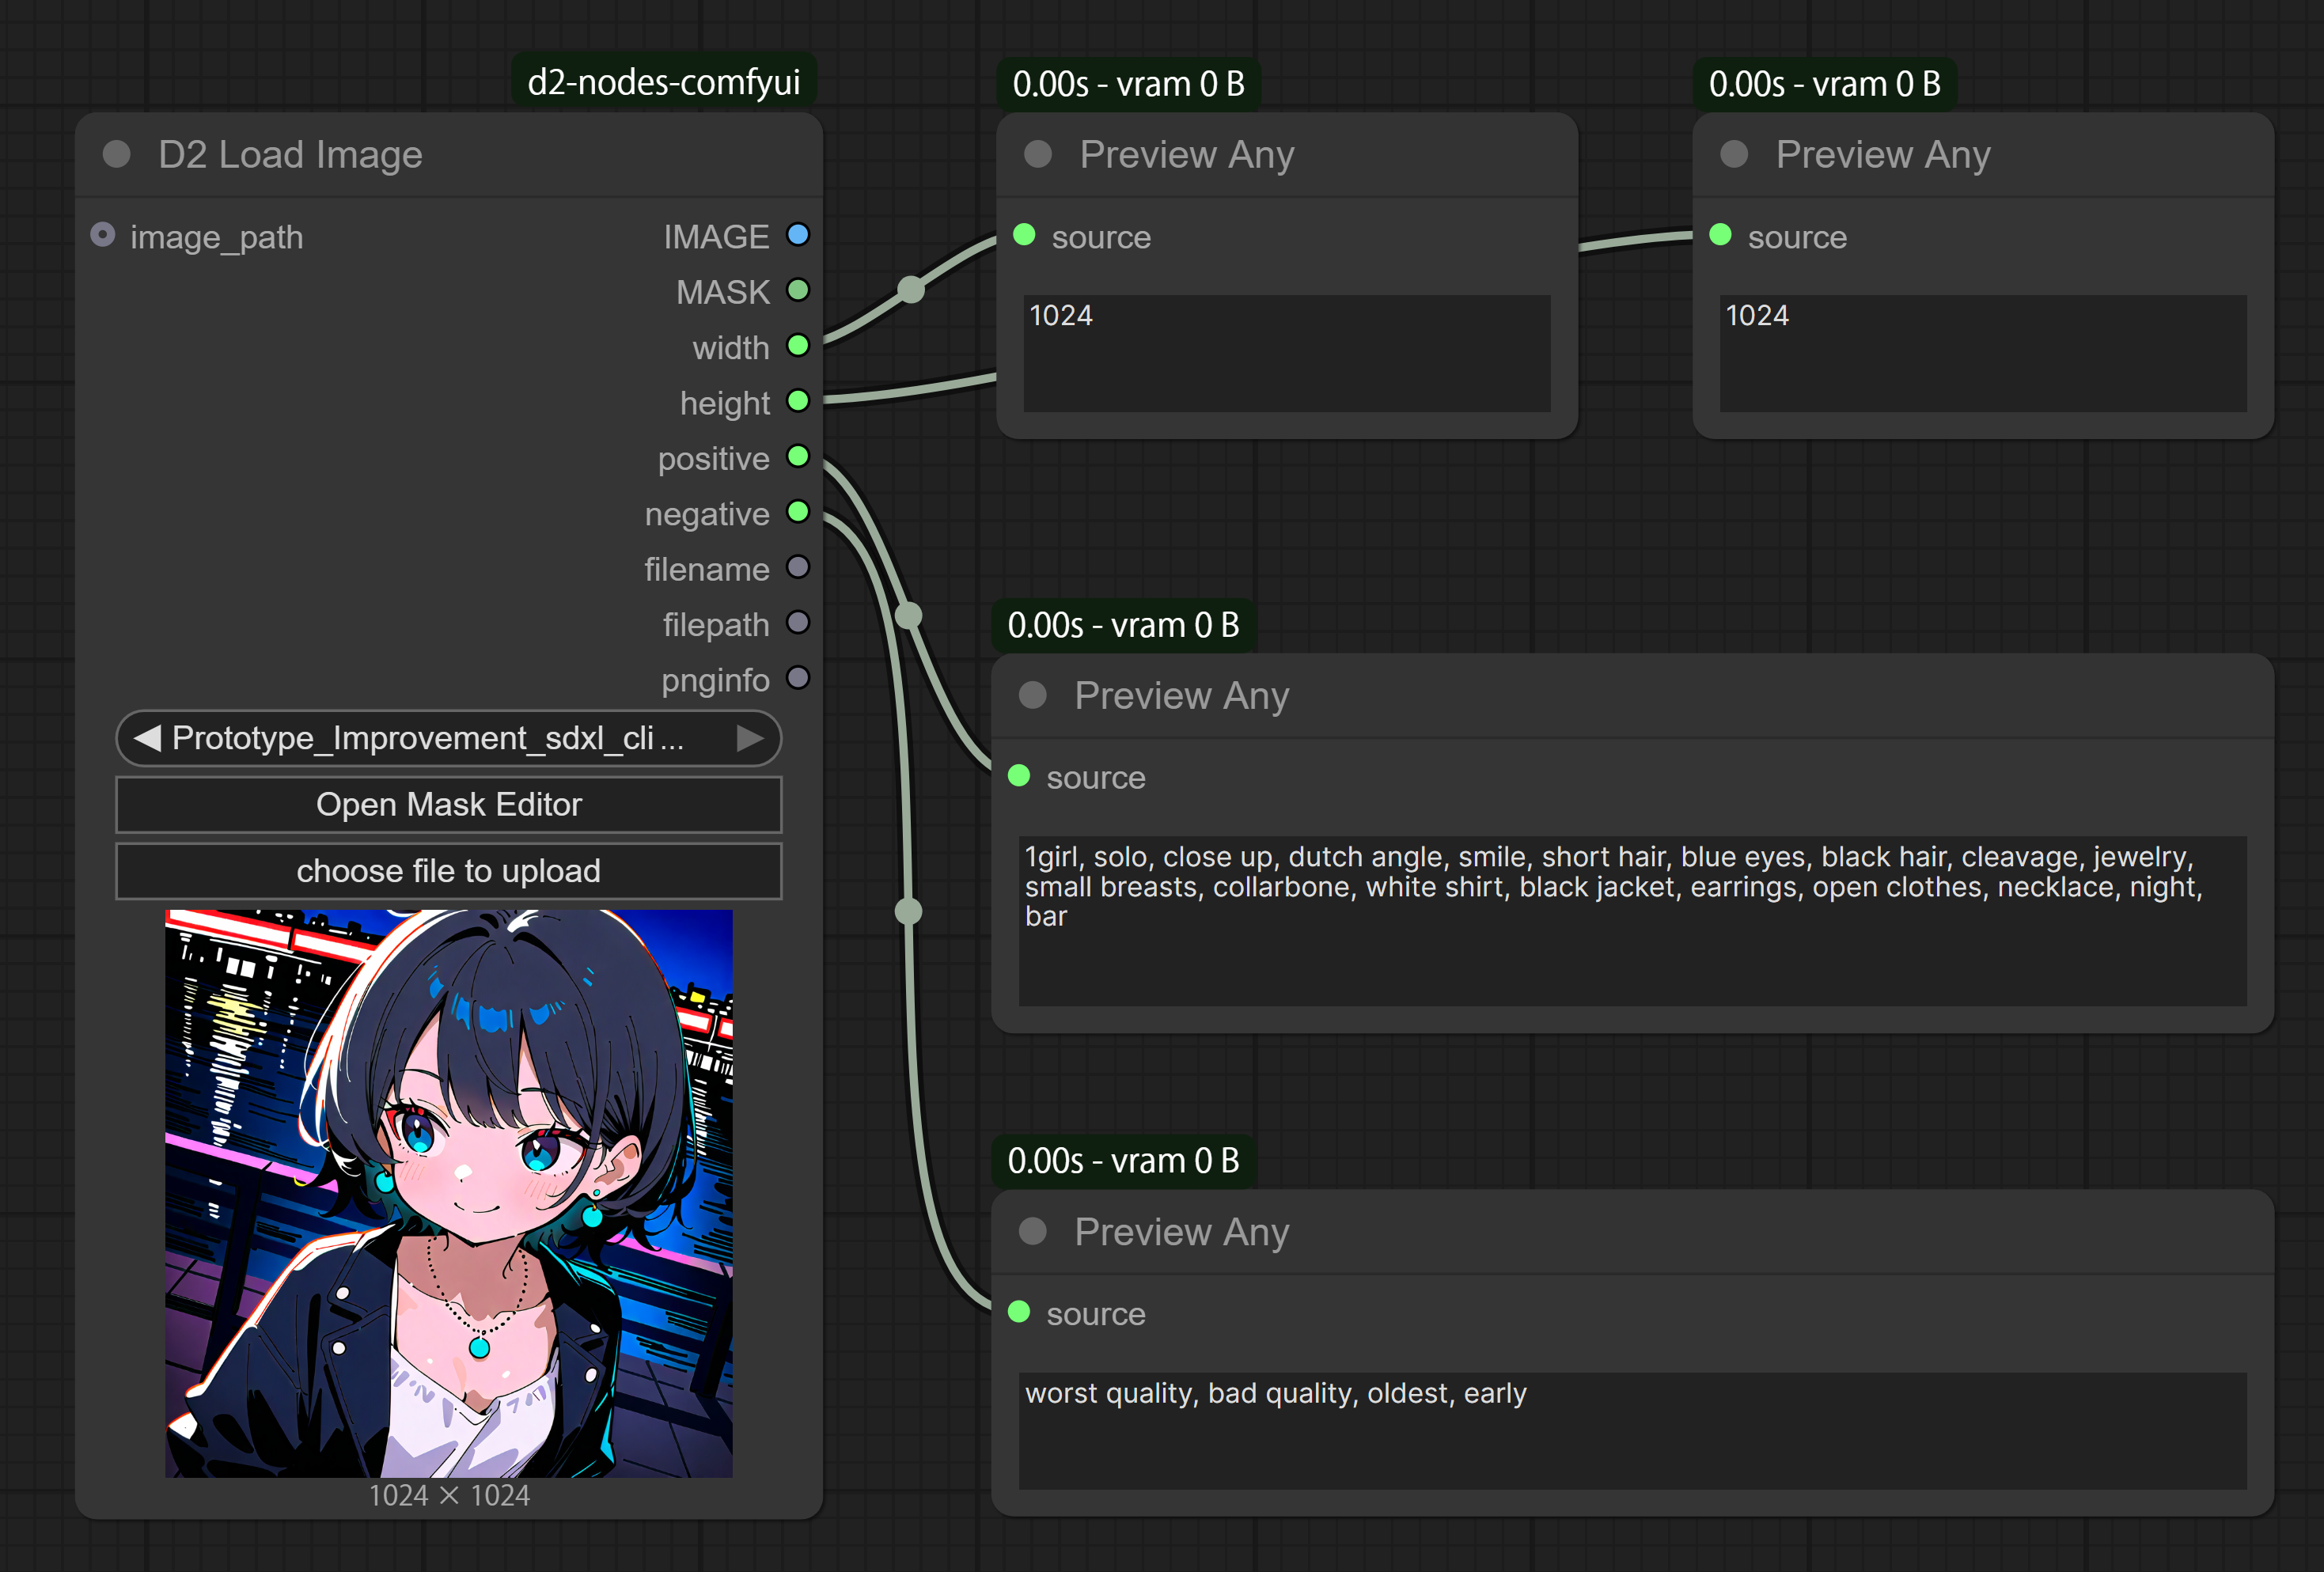 d2-nodes-comfyui
D2 Load Image
image_path
IMAGE
MASK
width
height
positive
negative
filename
filepath
pnginfo
Prototype_Improvement_sdxl_cli ...
Open Mask Editor
choose file to upload
1024 × 1024
0.00s - vram 0 B
Preview Any
source
1024
0.00s - vram 0 B
Preview Any
source
1024
0.00s - vram 0 B
Preview Any
source
1girl, solo, close up, dutch angle, smile, short hair, blue eyes, black hair, cleavage, jewelry,
small breasts, collarbone, white shirt, black jacket, earrings, open clothes, necklace, night,
bar
0.00s - vram 0 B
Preview Any
source
worst quality, bad quality, oldest, early